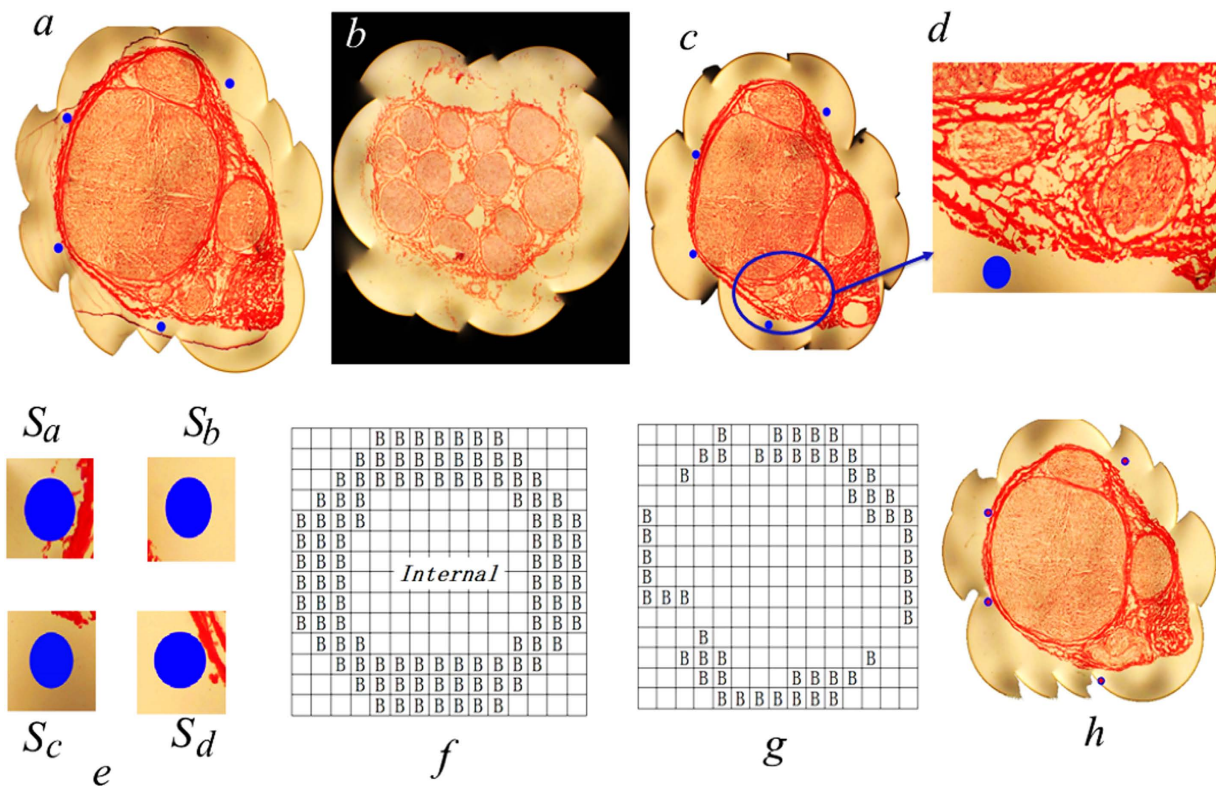 a
b
c
d
Sa
Sb
Sc
Sd
e
B B B B B B B
B B B B B B B B B
B B B B B B B B B B B
B B B B B B
B B B B B B B
B B B B B B
B B B B B B
B B B Internal B B B
B B B B B B
B B B B B B
B B B B B B
B B B B B B B B B B B
B B B B B B B B B
B B B B B B B
f
B B B B B
B B B B B B B B
B B B
B B B
B B B B
B B
B B
B B
B B B B
B
B
B B B B
B B B B B B
B B B B B B B
g
h